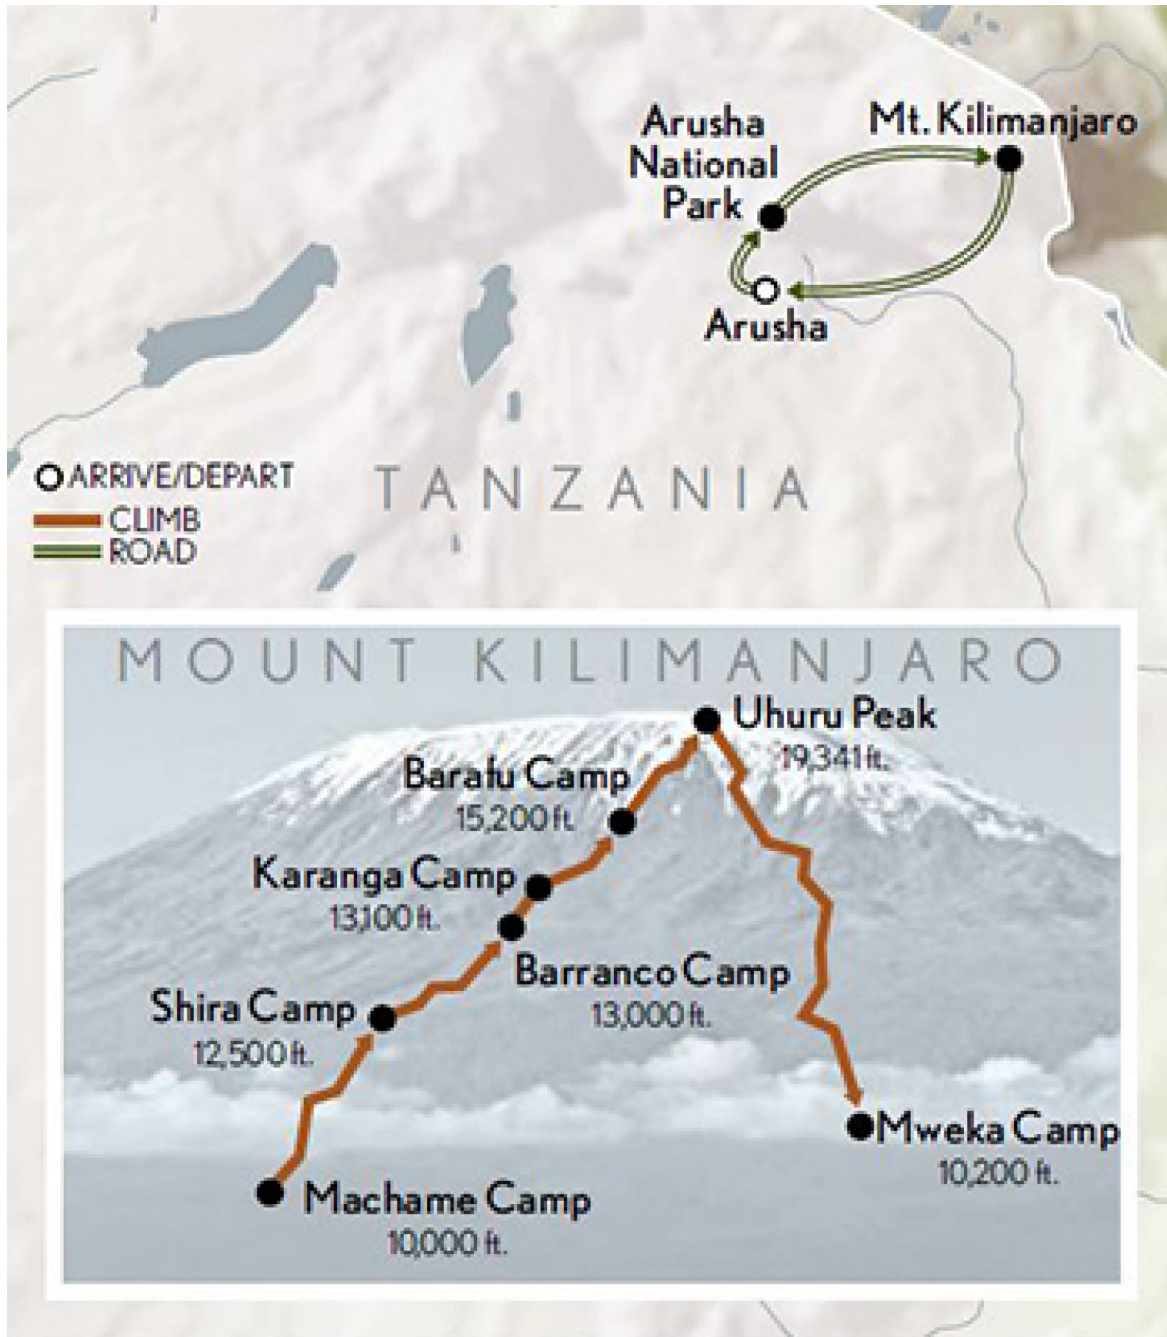 Arusha
National
Park
Mt. Kilimanjaro
Arusha
ARRIVE/DEPART
CLIMB
ROAD
TANZANIA
MOUNT KILIMANJARO
Uhuru Peak
19,341 ft.
Barafu Camp
15,200 ft.
Karanga Camp
13,100 ft.
Barranco Camp
13,000 ft.
Shira Camp
12,500 ft.
Mweka Camp
10,200 ft.
Machame Camp
10,000 ft.